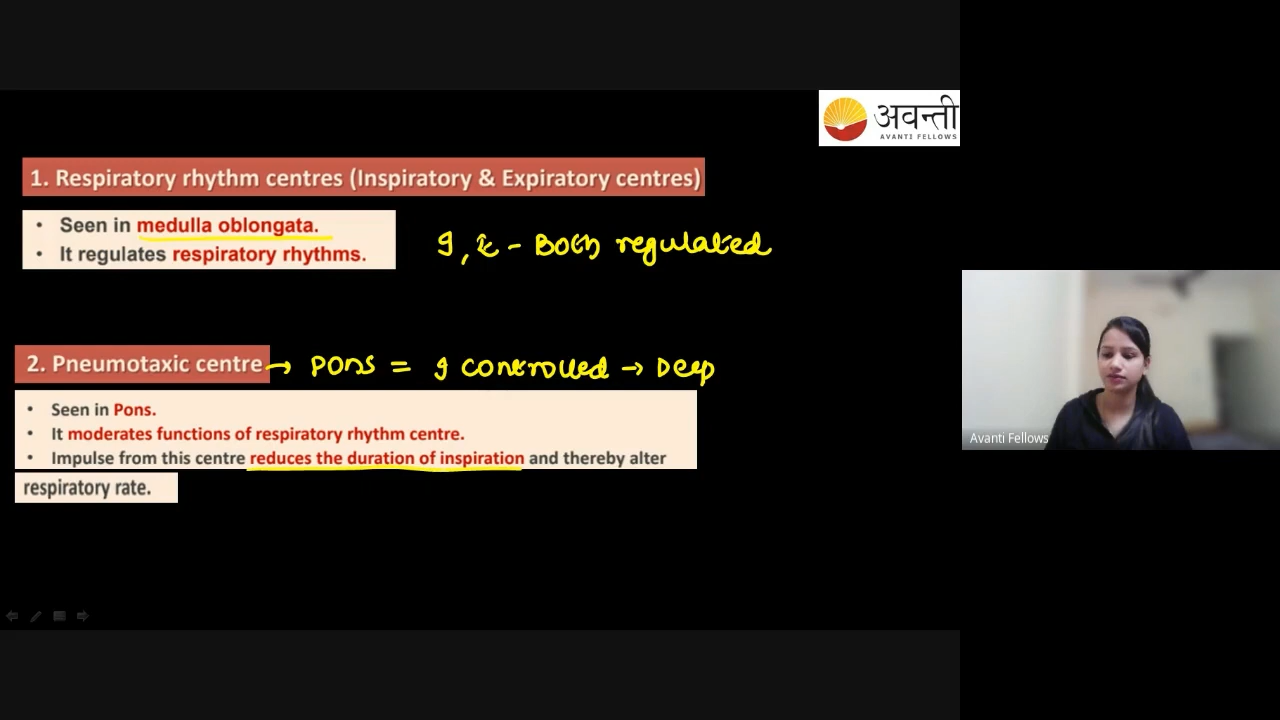 अवन्ती
AVANTI FELLOWS
1. Respiratory rhythm centres (Inspiratory & Expiratory centres)
• Seen in medulla oblongata.
• It regulates respiratory rhythms.
I, E - Both regulated
2. Pneumotaxic centre → Pons = I controlled → Deep
• Seen in Pons.
• It moderates functions of respiratory rhythm centre.
• Impulse from this centre reduces the duration of inspiration and thereby alter
respiratory rate.
Avanti Fellows